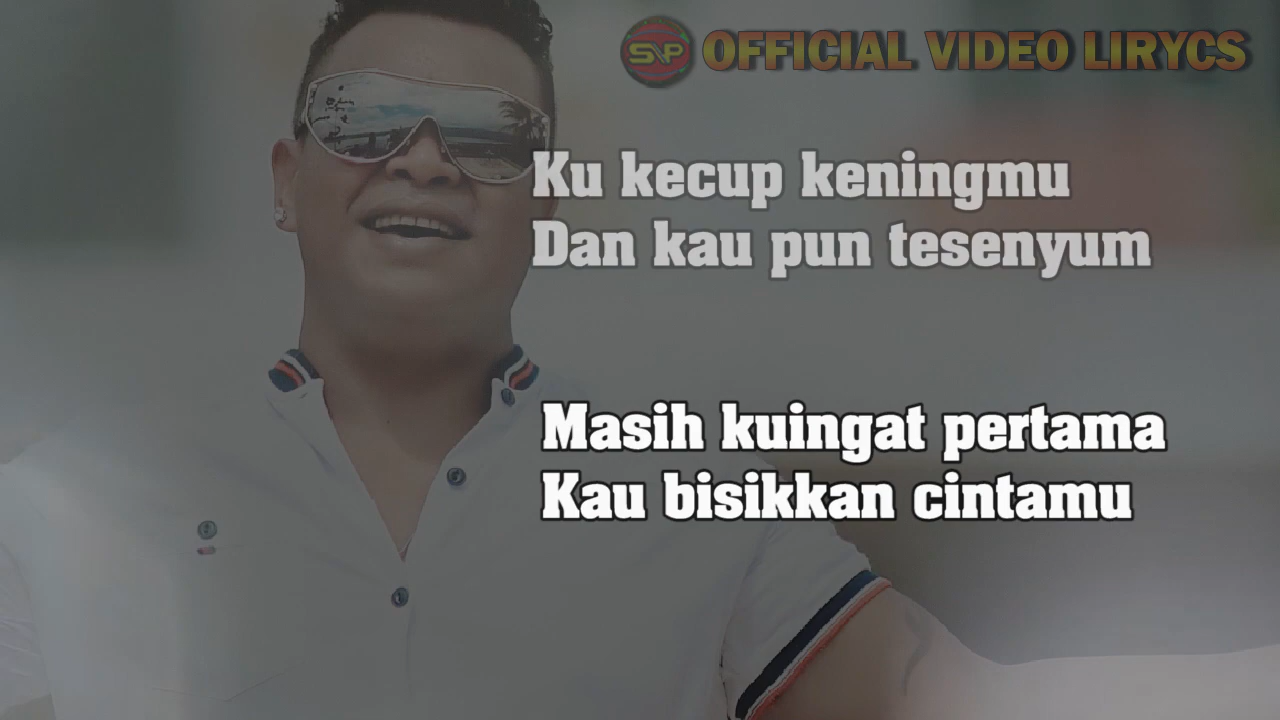 SVP OFFICIAL VIDEO LIRYCS
Ku kecup keningmu
Dan kau pun tesenyum
Masih kuingat pertama
Kau bisikkan cintamu